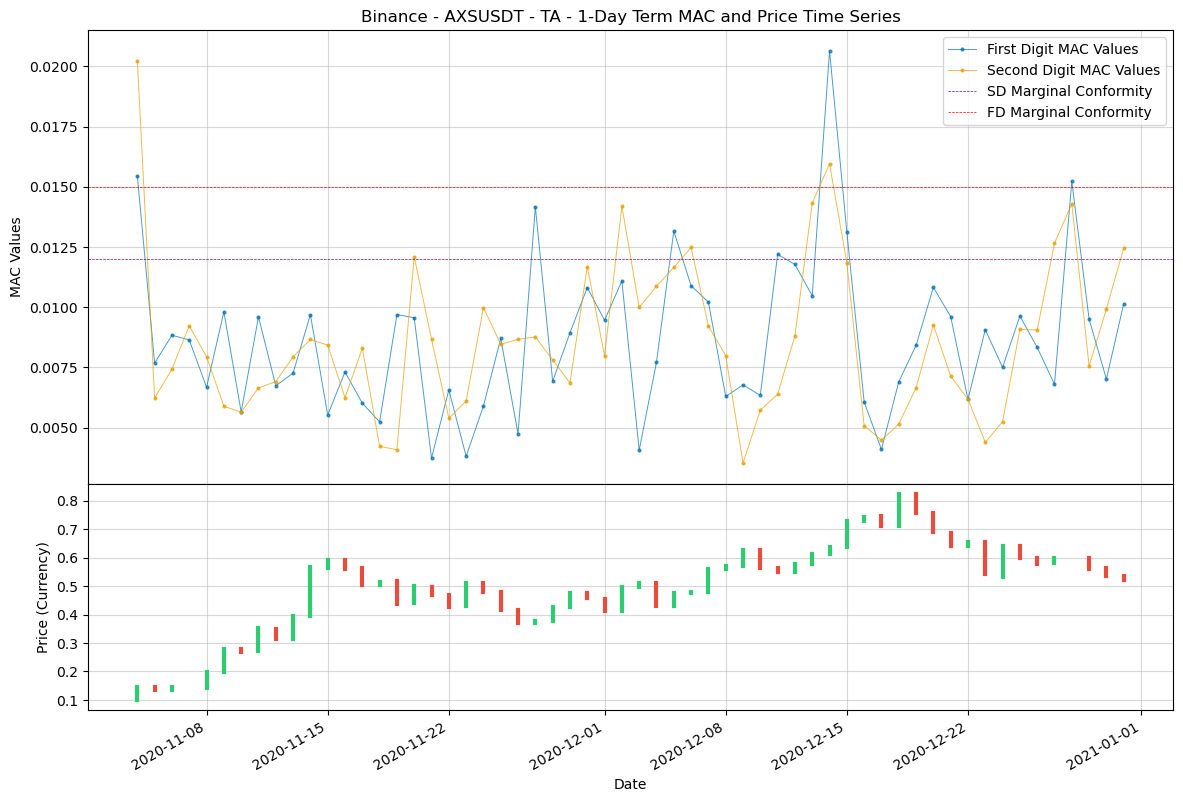 Binance - AXSUSDT - TA - 1-Day Term MAC and Price Time Series
First Digit MAC Values
Second Digit MAC Values
SD Marginal Conformity
FD Marginal Conformity
MAC Values
0.0200
0.0175
0.0150
0.0125
0.0100
0.0075
0.0050
Price (Currency)
0.8
0.7
0.6
0.5
0.4
0.3
0.2
0.1
2020-11-08
2020-11-15
2020-11-22
2020-12-01
2020-12-08
2020-12-15
2020-12-22
2021-01-01
Date